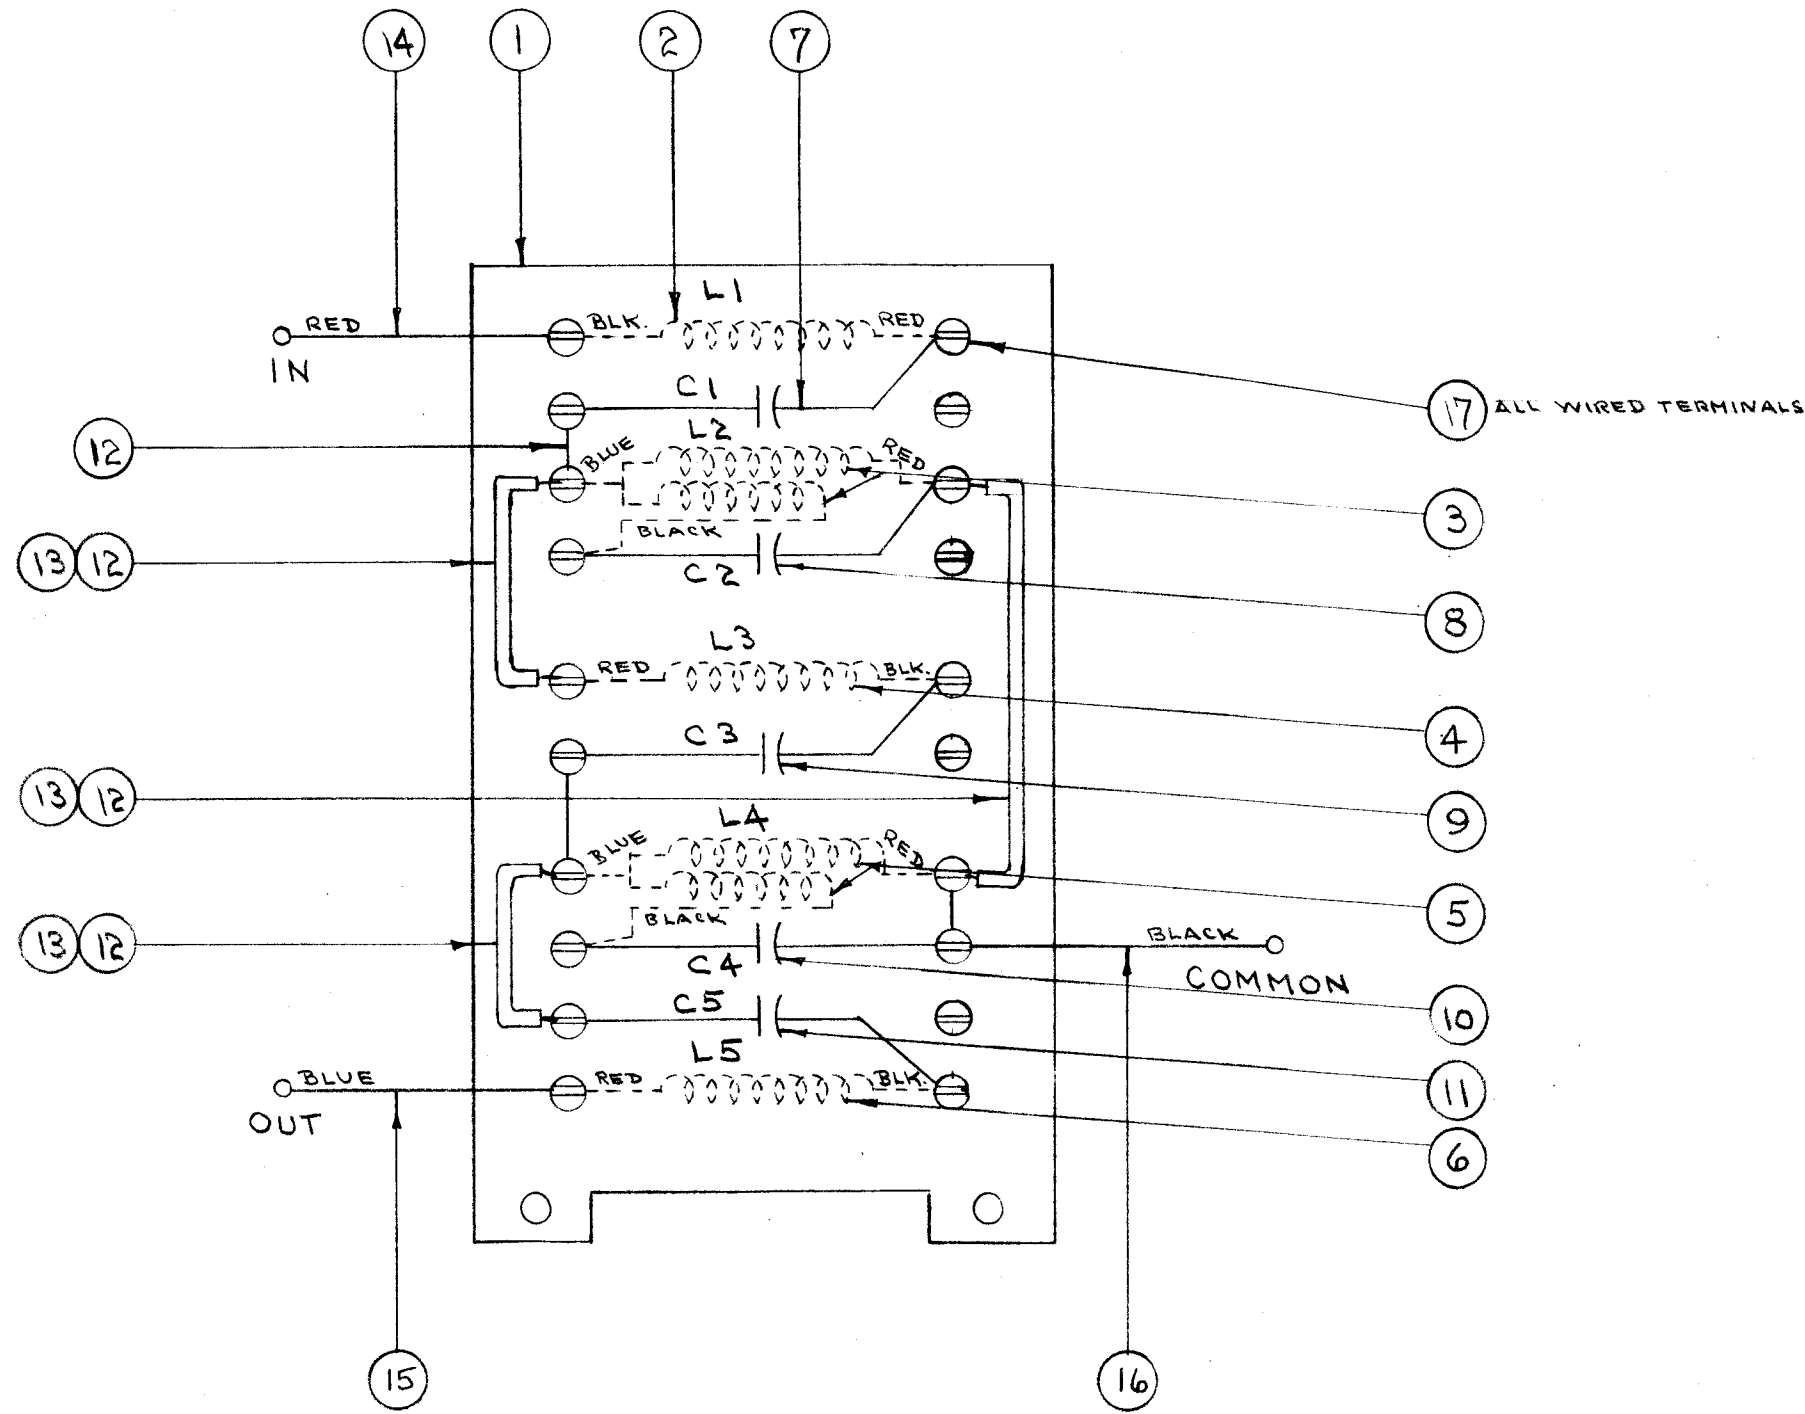 14 1 2 7
L1
RED BLK. RED
IN
C1
17 ALL WIRED TERMINALS
12
L2
BLUE RED
3
BLACK
13 12
C2
8
L3
RED BLK.
4
C3
13 12
9
L4
BLUE RED
5
BLACK
13 12
BLACK
C4
COMMON
C5
10
L5
BLUE RED BLK.
11
OUT
6
15 16